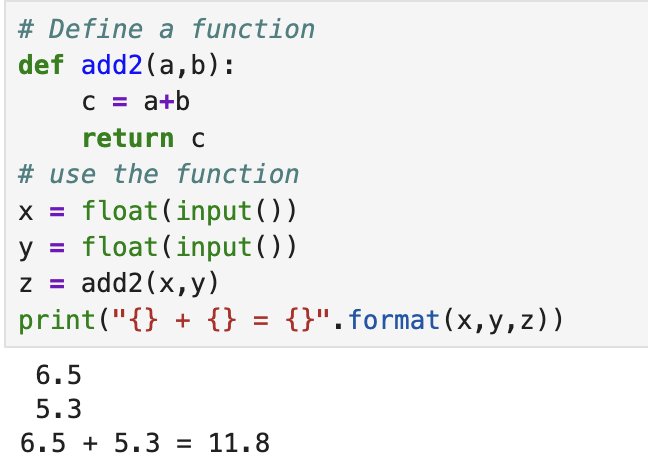 # Define a function
def add2(a,b):
    c = a+b
    return c
# use the function
x = float(input())
y = float(input())
z = add2(x,y)
print("{} + {} = {}".format(x,y,z))
6.5
5.3
6.5 + 5.3 = 11.8